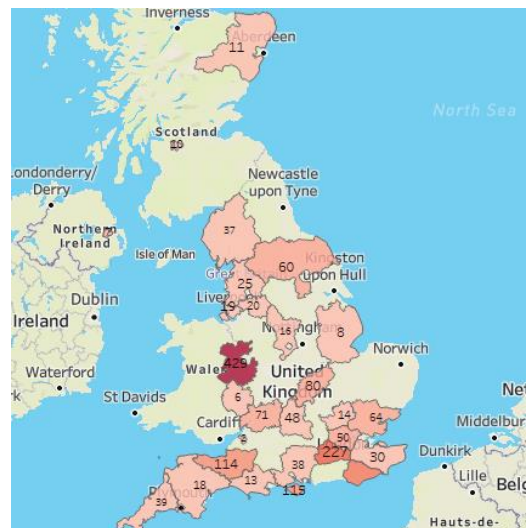 Inverness
Aberdeen
11
North Sea
Scotland
Londonderry/
Derry
Newcastle
upon Tyne
Northern
Ireland
37
Isle of Man
60
Kingston
upon Hull
25
Liverpool
19
20
Dublin
Ireland
16
8
Wales
429
United
Kingdom
Norwich
Waterford
80
6
St Davids
71
48
14
64
Cardiff
50
Middelburg
227
30
Dunkirk
114
38
Lille
Belg
18
13
115
39
Plymouth
Hauts-de-